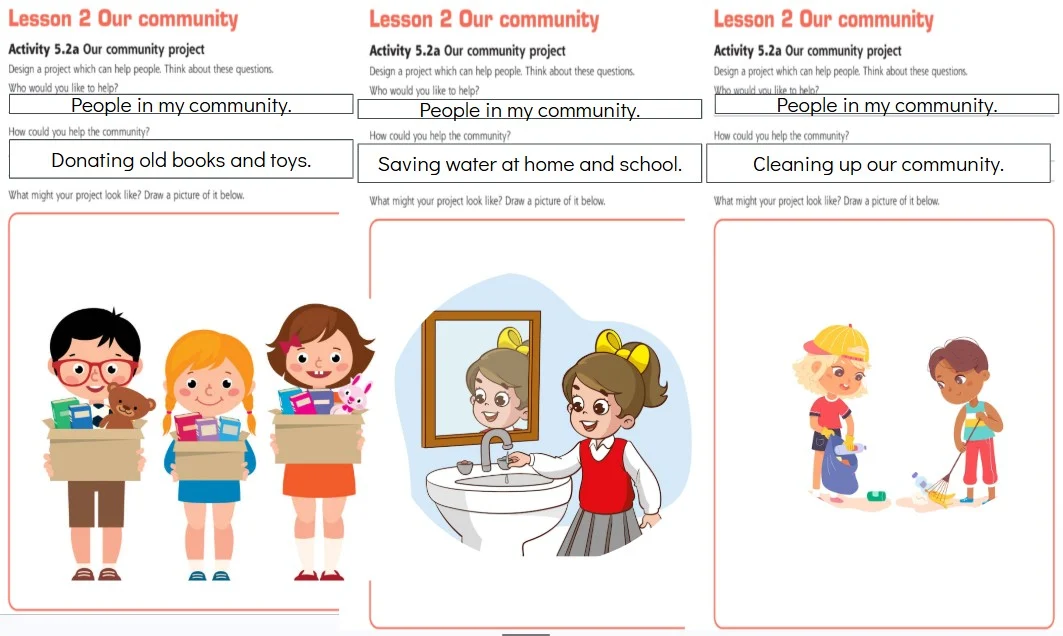 Lesson 2 Our community
Activity 5.2a Our community project
Design a project which can help people. Think about these questions.
Who would you like to help?
People in my community.
How could you help the community?
Donating old books and toys.
What might your project look like? Draw a picture of it below.
Lesson 2 Our community
Activity 5.2a Our community project
Design a project which can help people. Think about these questions.
Who would you like to help?
People in my community.
How could you help the community?
Saving water at home and school.
What might your project look like? Draw a picture of it below.
Lesson 2 Our community
Activity 5.2a Our community project
Design a project which can help people. Think about these questions.
Who would you like to help?
People in my community.
How could you help the community?
Cleaning up our community.
What might your project look like? Draw a picture of it below.